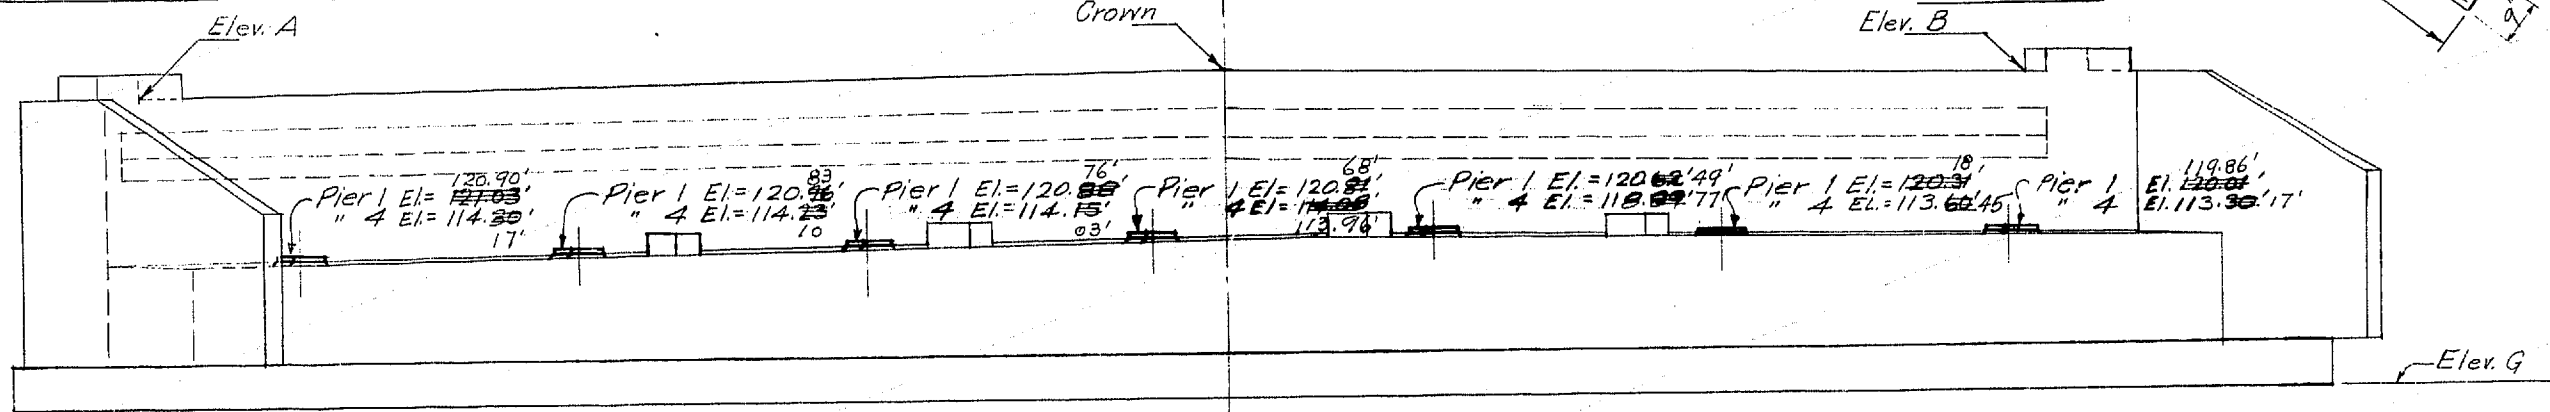 Elev. A
Crown
Elev. B
a
120.90'
Pier 1 El.= 121.03'
" 4 El.= 114.30'
17'
83
Pier 1 El.= 120.96'
" 4 El.= 114.23'
10
76'
Pier 1 El.= 120.88'
" 4 El.= 114.15'
03'
68'
Pier 1 El.= 120.81'
" 4 El.=
113.96'
Pier 1 El.= 120.62' 49'
" 4 El.= 77'
18'
Pier 1 El.= 120.31'
" 4 El.= 113.60' 45
119.86'
Pier 1 El. 120.01'
" 4 El. 113.30' 17'
Elev. G